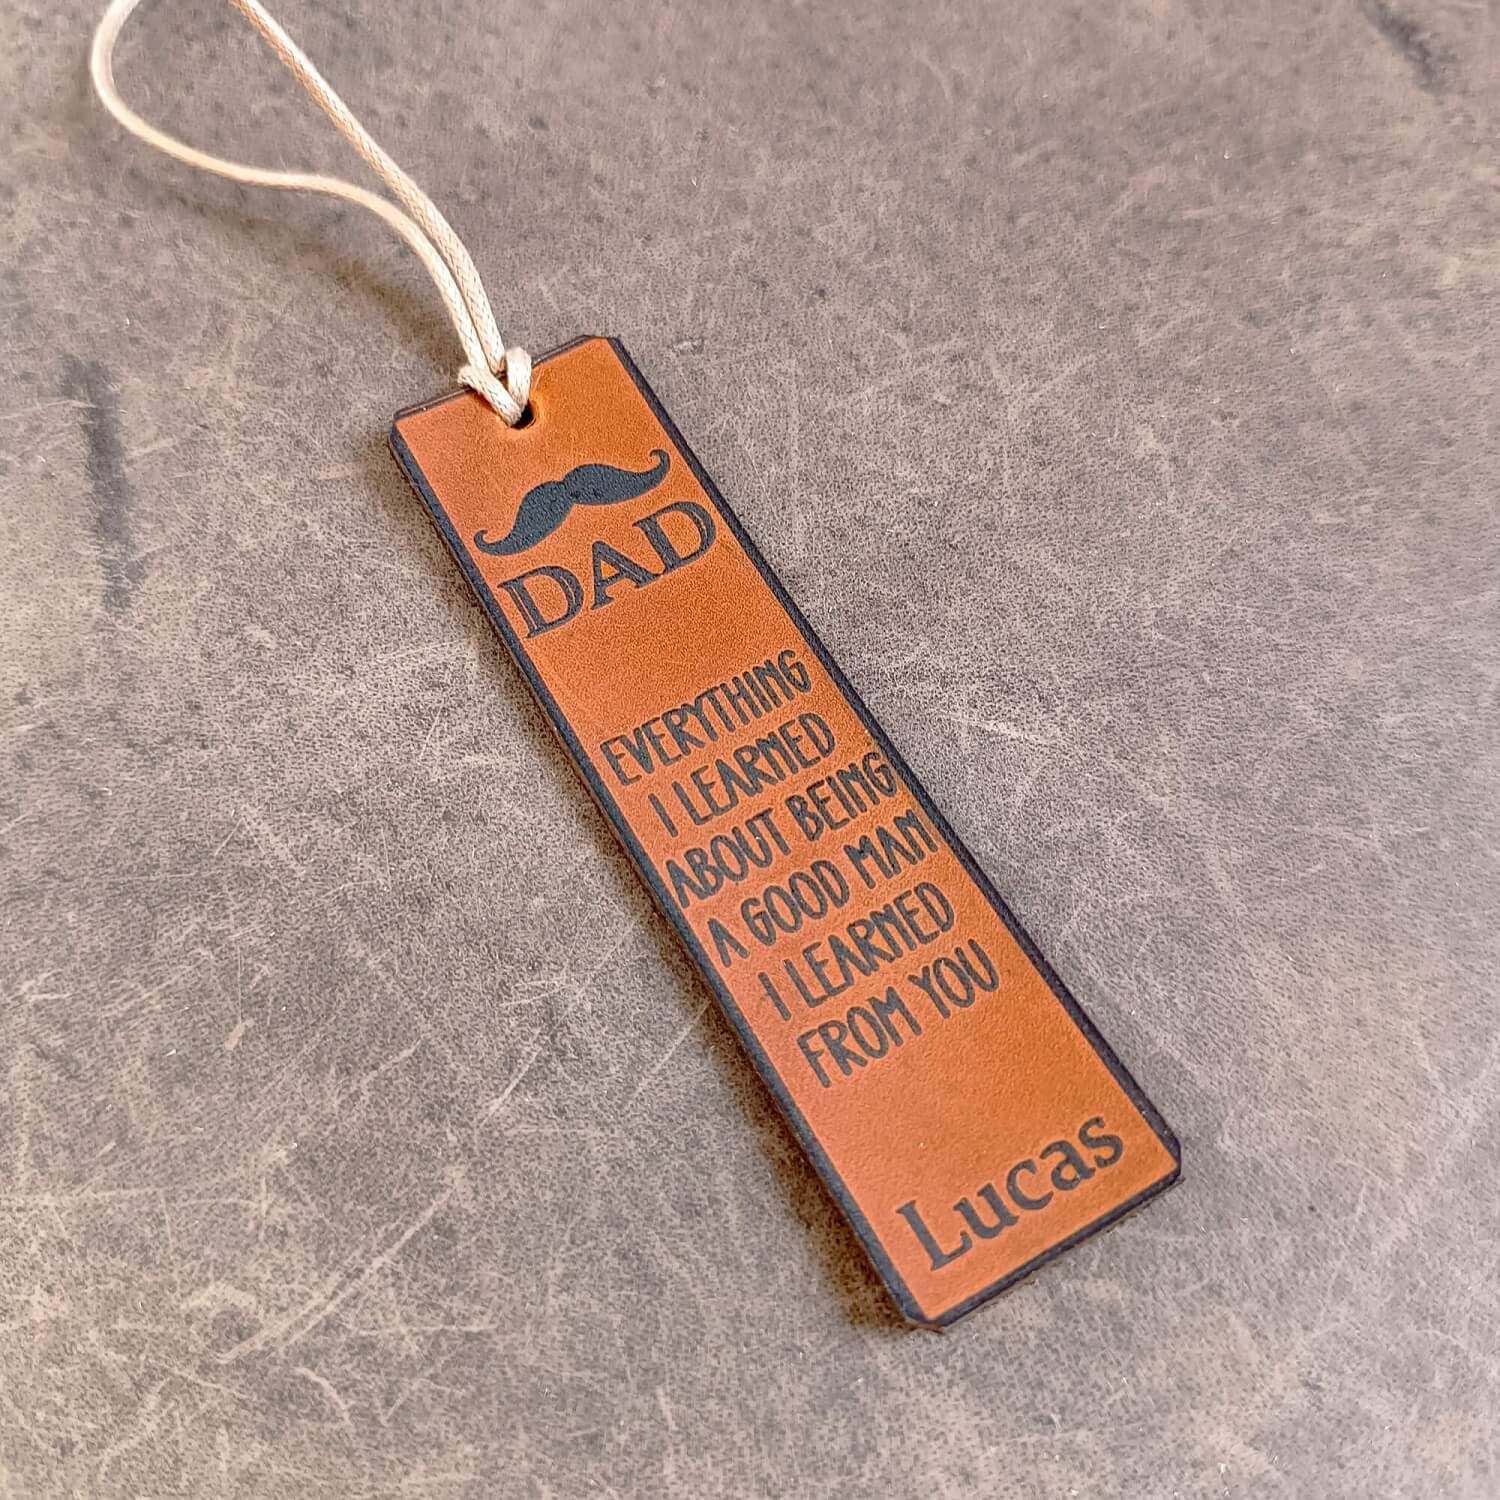 DAD
EVERYTHING
I LEARNED
ABOUT BEING
A GOOD MAN
I LEARNED
FROM YOU
Lucas